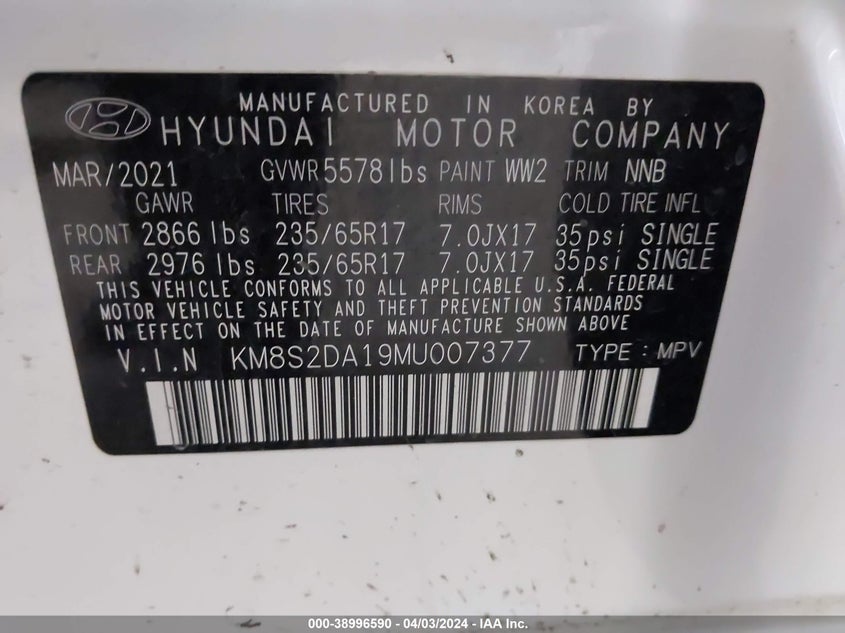 MANUFACTURED IN KOREA BY
HYUNDAI MOTOR COMPANY
MAR/2021 GVWR 5578lbs PAINT WW2 TRIM NNB
GAWR TIRES RIMS COLD TIRE INFL
FRONT 2866 lbs 235/65R17 7.0JX17 35psi SINGLE
REAR 2976 lbs 235/65R17 7.0JX17 35psi SINGLE
THIS VEHICLE CONFORMS TO ALL APPLICABLE U.S.A. FEDERAL
MOTOR VEHICLE SAFETY AND THEFT PREVENTION STANDARDS
IN EFFECT ON THE DATE OF MANUFACTURE SHOWN ABOVE
V.I.N KM8S2DA19MU007377 TYPE : MPV
000-38996590 - 04/03/2024 - IAA Inc.